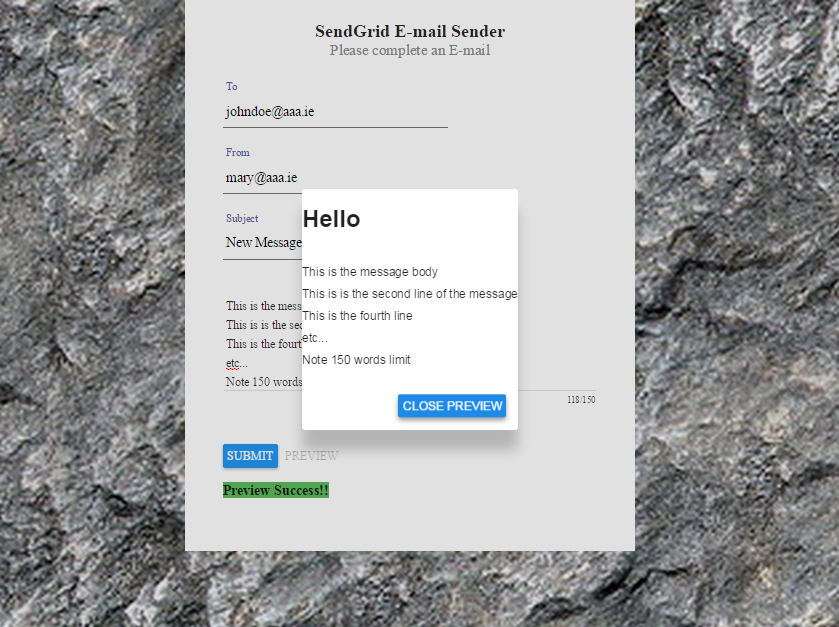 SendGrid E-mail Sender
Please complete an E-mail
To
johndoe@aaa.ie
From
mary@aaa.ie
Subject
New Message
This is the mess
This is is the sec
This is the fourt
etc...
Note 150 words
118/150
Hello
This is the message body
This is is the second line of the message
This is the fourth line
etc...
Note 150 words limit
CLOSE PREVIEW
SUBMIT PREVIEW
Preview Success!!